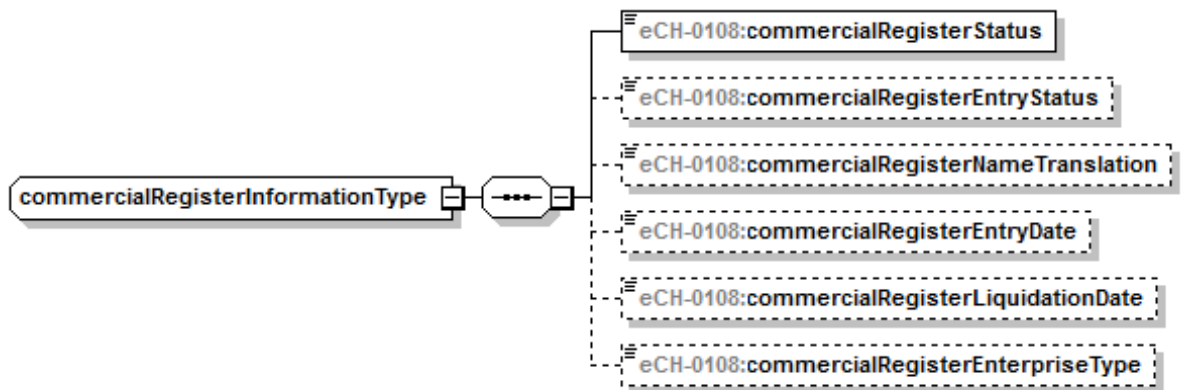 eCH-0108:commercialRegisterStatus
eCH-0108:commercialRegisterEntryStatus
eCH-0108:commercialRegisterNameTranslation
commercialRegisterInformationType
eCH-0108:commercialRegisterEntryDate
eCH-0108:commercialRegisterLiquidationDate
eCH-0108:commercialRegisterEnterpriseType